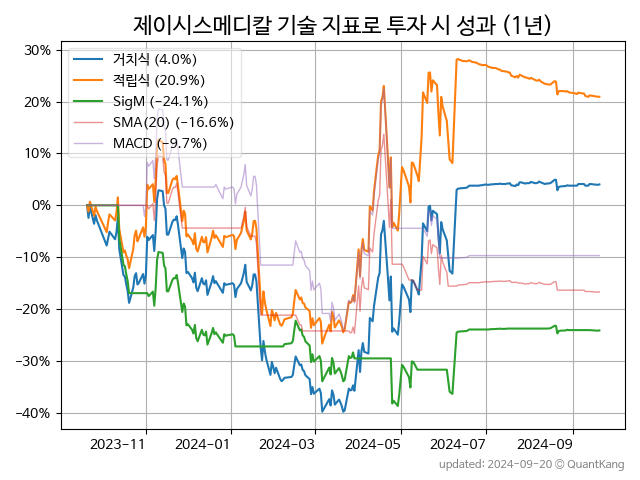 제이시스메디칼 기술 지표로 투자 시 성과 (1년)
30%
20%
10%
0%
−10%
−20%
−30%
−40%
거치식 (4.0%)
적립식 (20.9%)
SigM (−24.1%)
SMA(20) (−16.6%)
MACD (−9.7%)
2023-11
2024-01
2024-03
2024-05
2024-07
2024-09
updated: 2024-09-20 © QuantKang